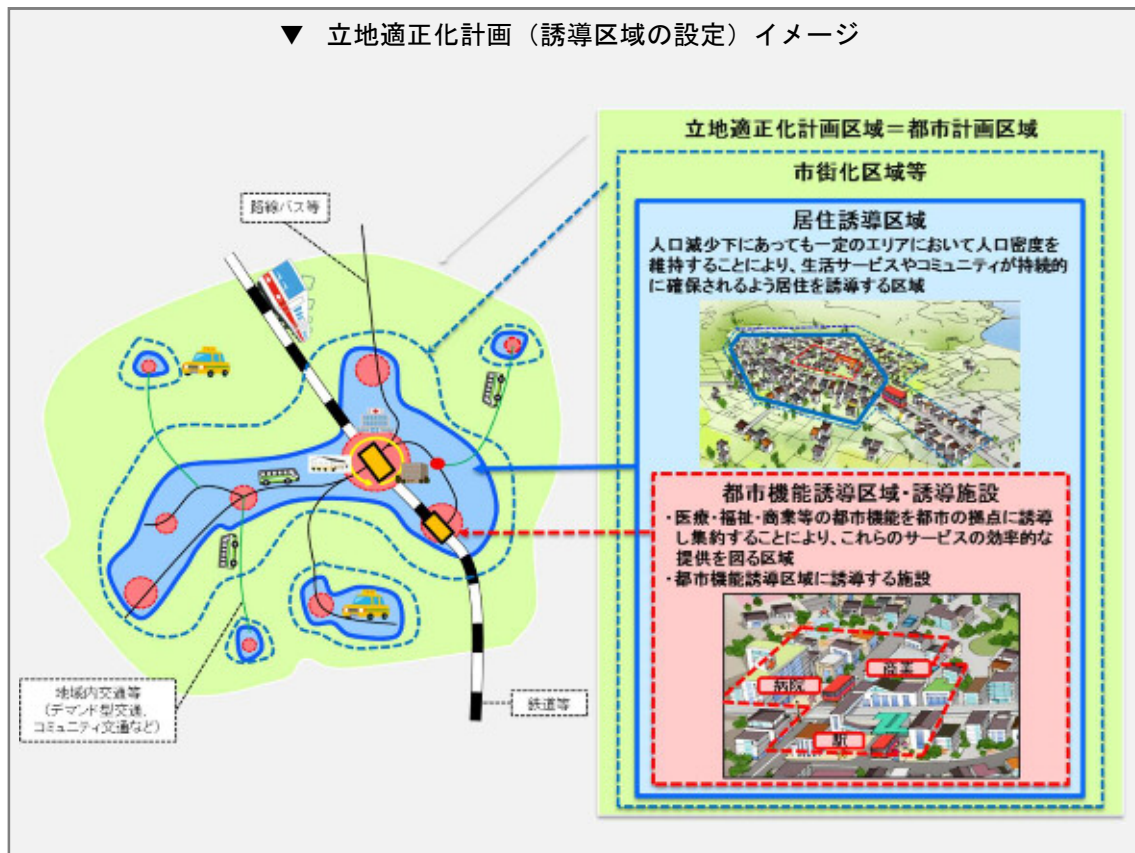 ▼ 立地適正化計画（誘導区域の設定）イメージ
立地適正化計画区域＝都市計画区域
市街化区域等
路線バス等
居住誘導区域
人口減少下にあっても一定のエリアにおいて人口密度を
維持することにより、生活サービスやコミュニティが持続的
に確保されるよう居住を誘導する区域
都市機能誘導区域・誘導施設
・医療・福祉・商業等の都市機能を都市の拠点に誘導
し集約することにより、これらのサービスの効率的な
提供を図る区域
・都市機能誘導区域に誘導する施設
商業
病院
駅
地域内交通等
（デマンド型交通、
コミュニティ交通など）
鉄道等